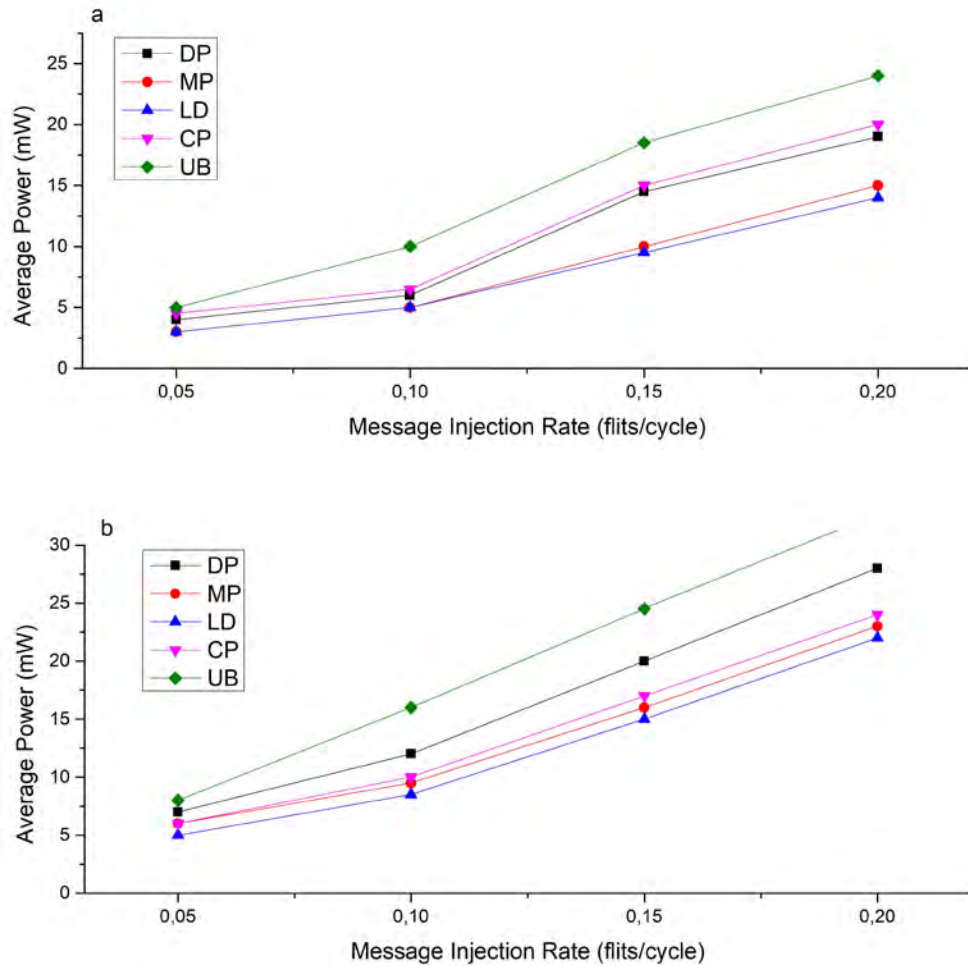 a
DP
MP
LD
CP
UB
25
20
15
10
5
0
Average Power (mW)
0,05 0,10 0,15 0,20
Message Injection Rate (flits/cycle)
b
DP
MP
LD
CP
UB
30
25
20
15
10
5
0
Average Power (mW)
0,05 0,10 0,15 0,20
Message Injection Rate (flits/cycle)